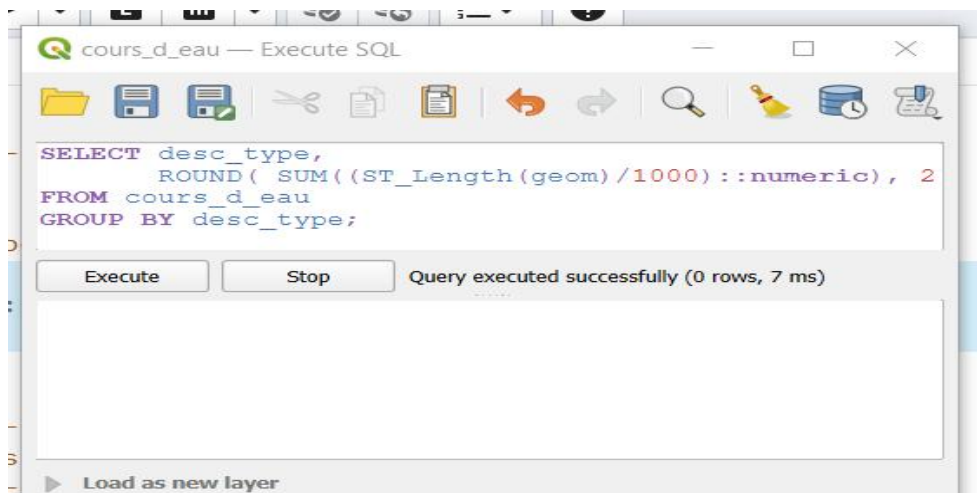 cours_d_eau — Execute SQL
SELECT desc_type,
ROUND( SUM((ST_Length(geom)/1000)::numeric), 2
FROM cours_d_eau
GROUP BY desc_type;
Execute Stop Query executed successfully (0 rows, 7 ms)
Load as new layer